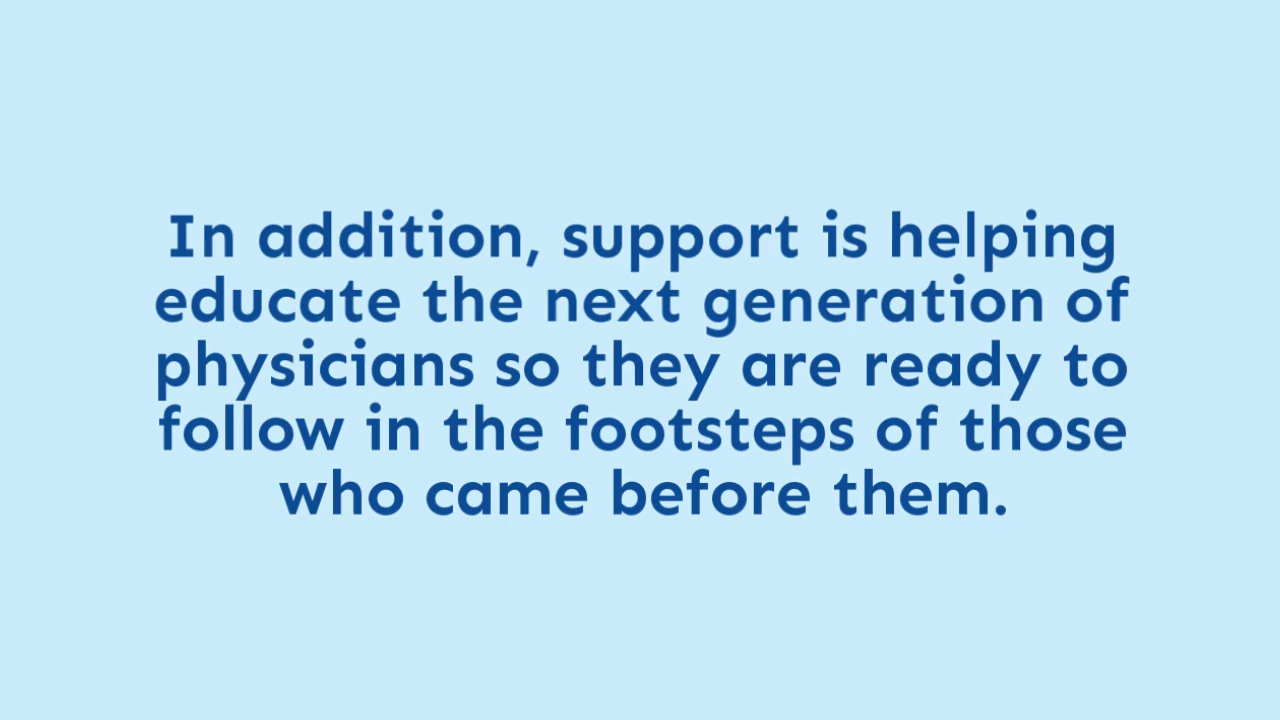 In addition, support is helping
educate the next generation of
physicians so they are ready to
follow in the footsteps of those
who came before them.